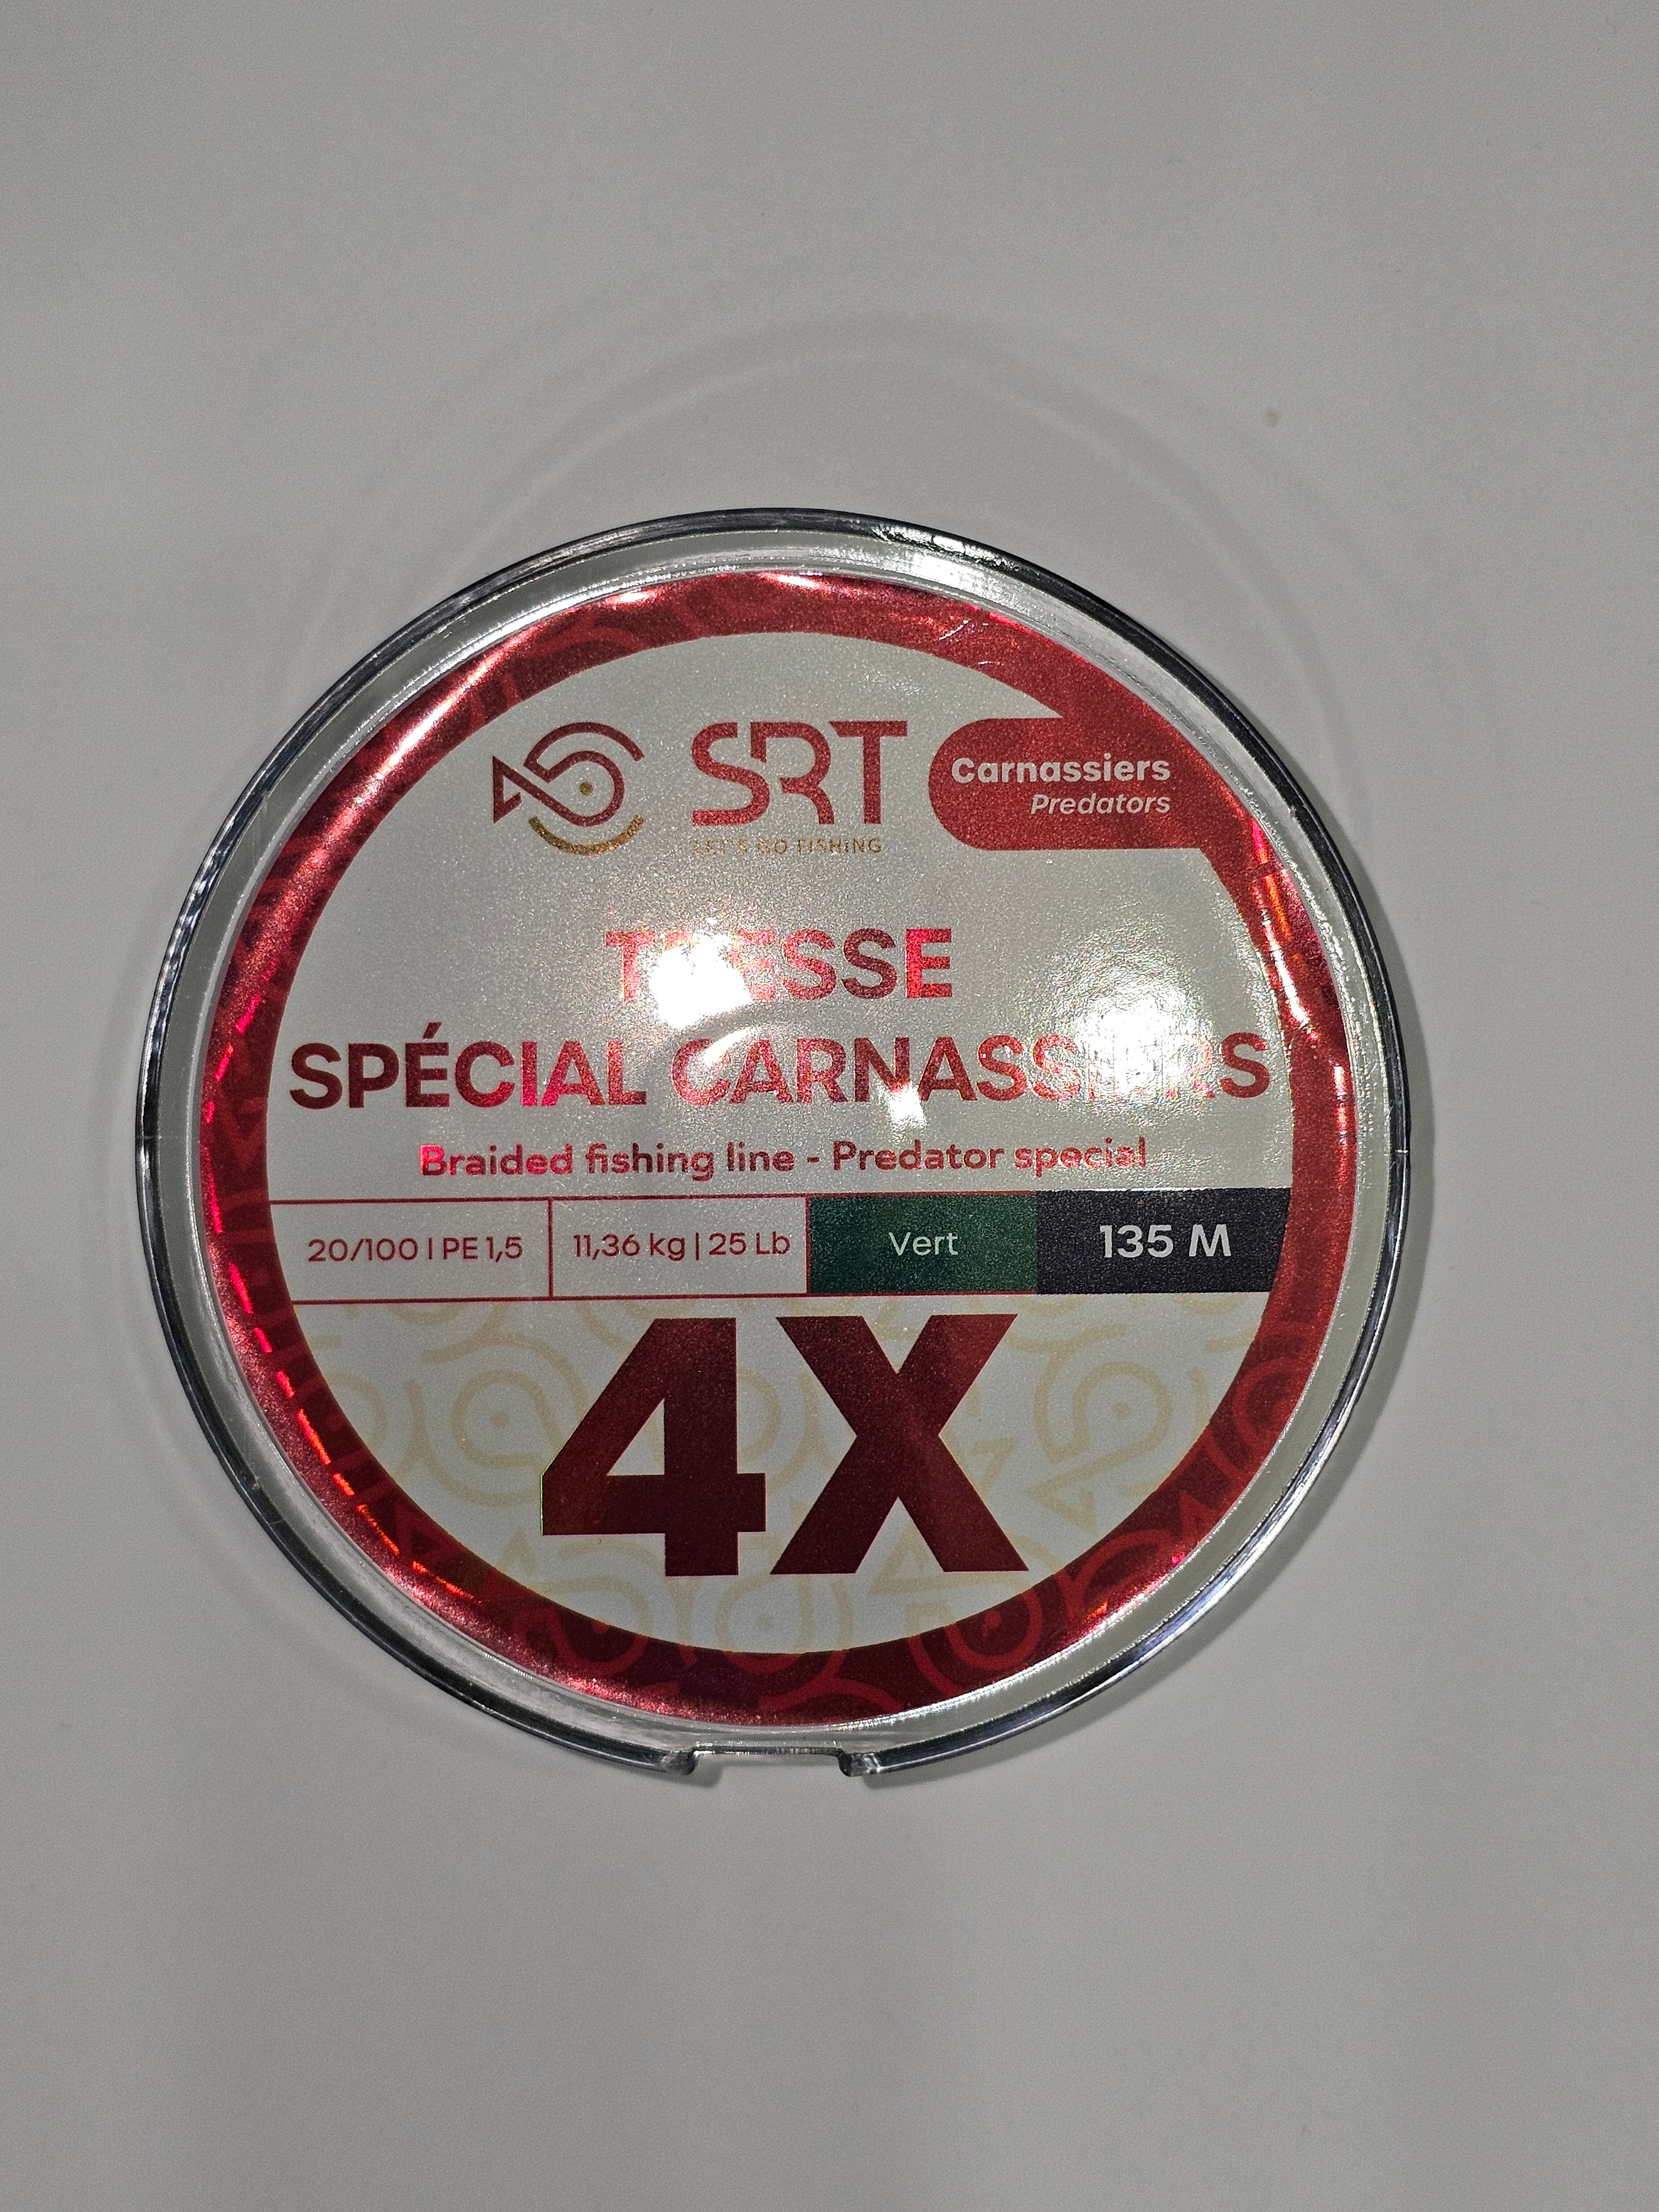 SRT
LET'S GO FISHING
Carnassiers
Predators
TRESSE
SPÉCIAL CARNASSIERS
Braided fishing line - Predator special
20/100 | PE 1,5
11,36 kg | 25 Lb
Vert
135 M
4X